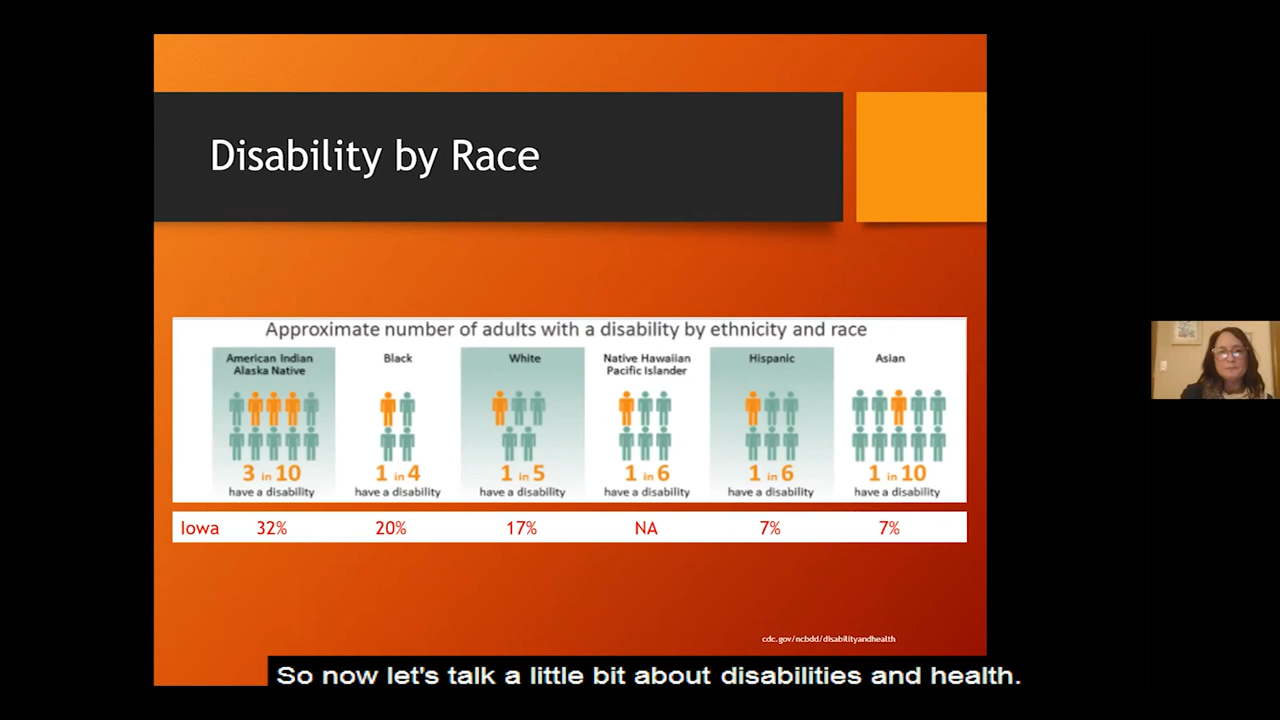 Disability by Race
Approximate number of adults with a disability by ethnicity and race
American Indian
Alaska Native
3 in 10
have a disability
Black
1 in 4
have a disability
White
1 in 5
have a disability
Native Hawaiian
Pacific Islander
1 in 6
have a disability
Hispanic
1 in 6
have a disability
Asian
1 in 10
have a disability
Iowa 32% 20% 17% NA 7% 7%
cdc.gov/ncbdd/disabilityandhealth
So now let's talk a little bit about disabilities and health.